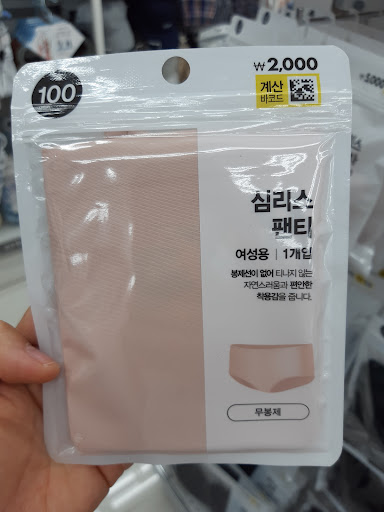 100
₩2,000
계산
바코드
심리스
팬티
여성용 | 1개입
봉제선이 없어 티나지 않는
자연스러움과 편안한
착용감을 줍니다.
무봉제